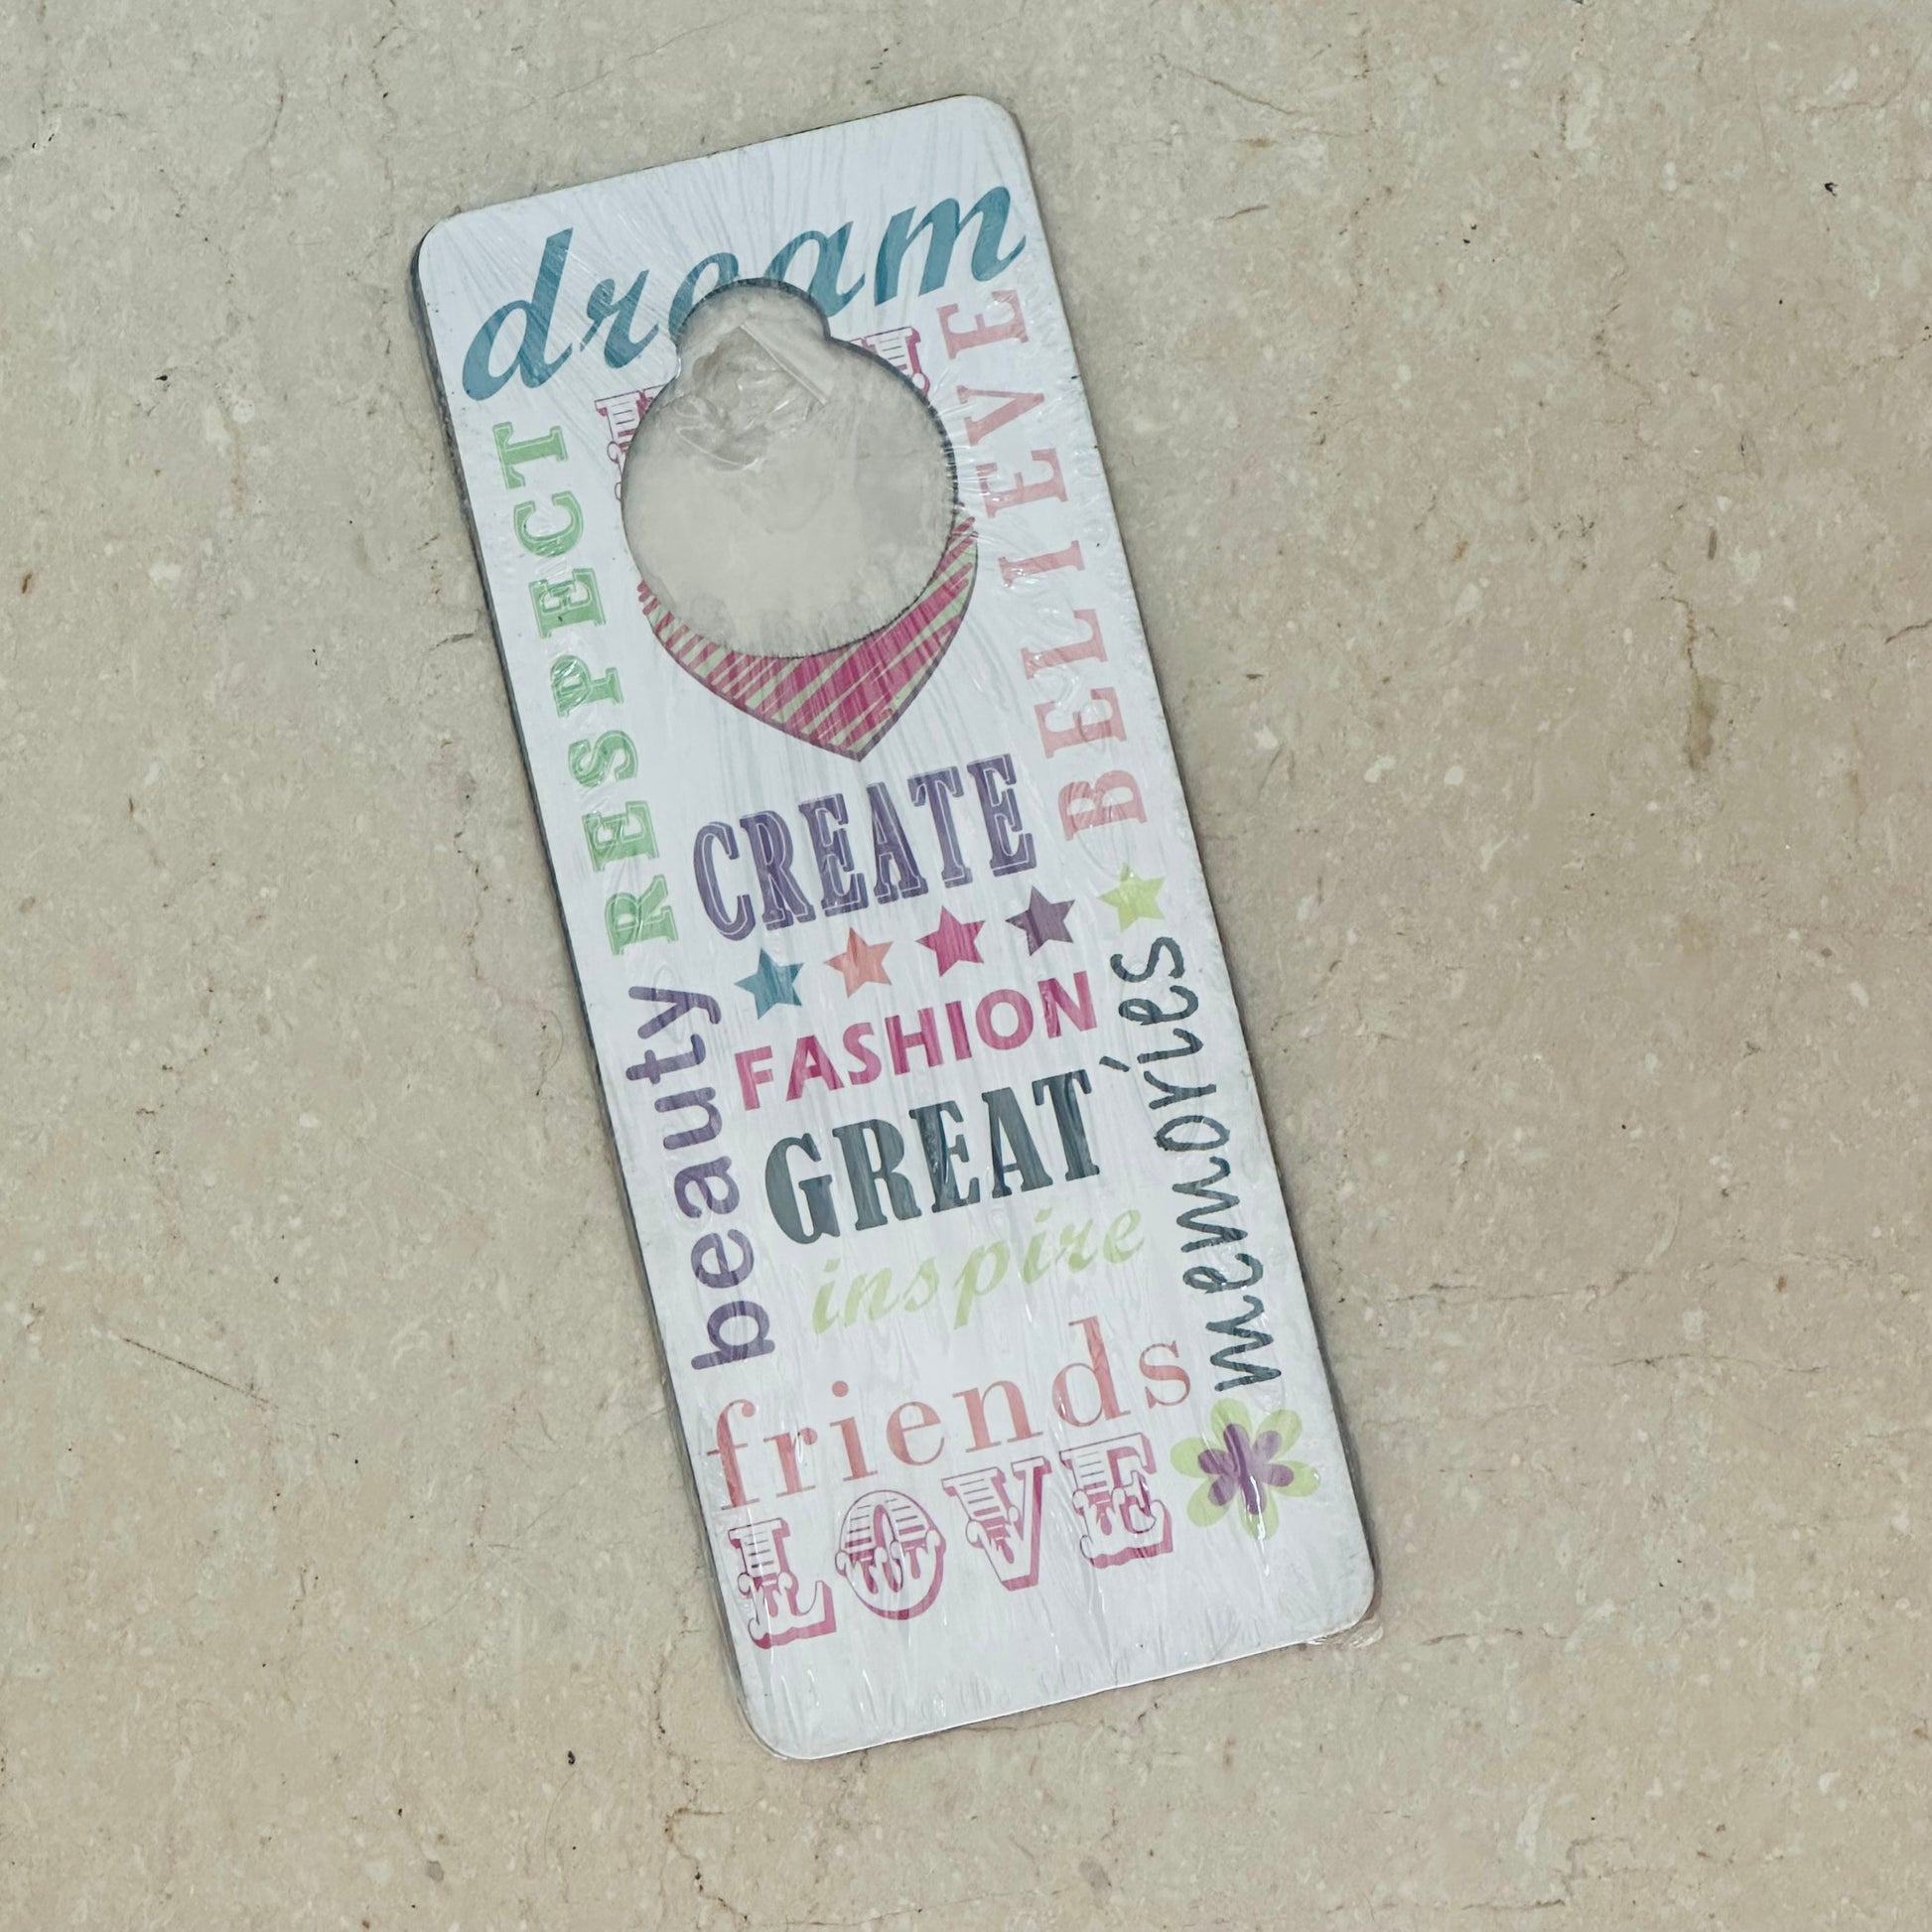 dream
RESPECT
BELIEVE
CREATE
FASHION
GREAT
beauty
memories
inspire
friends
LOVE